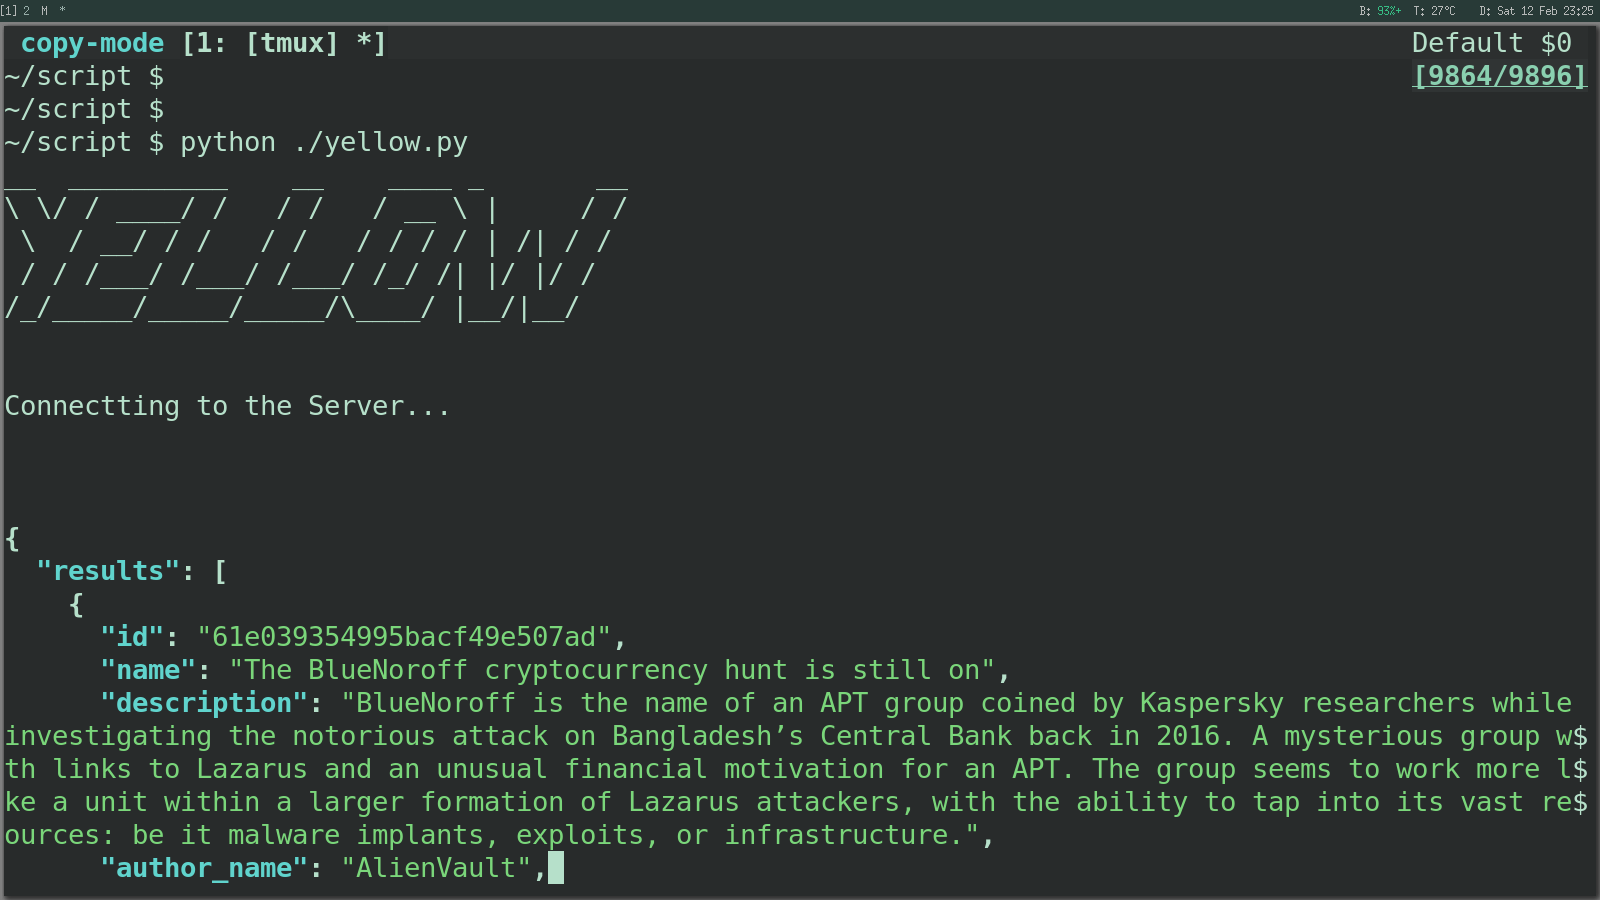 [1] 2 M * B: 93%+ T: 27°C D: Sat 12 Feb 23:25
copy-mode [1: [tmux] *] Default $0
~/script $ [9864/9896]
~/script $
~/script $ python ./yellow.py
__  __________    __    ____ _       __
\ \/ / ____/ /   / /   / __ \ |     / /
 \  / __/ / /   / /   / / / / | /| / /
 / / /___/ /___/ /___/ /_/ /| |/ |/ /
/_/_____/_____/_____/\____/ |__/|__/
Connectting to the Server...
{
"results": [
{
"id": "61e039354995bacf49e507ad",
"name": "The BlueNoroff cryptocurrency hunt is still on",
"description": "BlueNoroff is the name of an APT group coined by Kaspersky researchers while
investigating the notorious attack on Bangladesh’s Central Bank back in 2016. A mysterious group w$
th links to Lazarus and an unusual financial motivation for an APT. The group seems to work more l$
ke a unit within a larger formation of Lazarus attackers, with the ability to tap into its vast re$
ources: be it malware implants, exploits, or infrastructure.",
"author_name": "AlienVault",